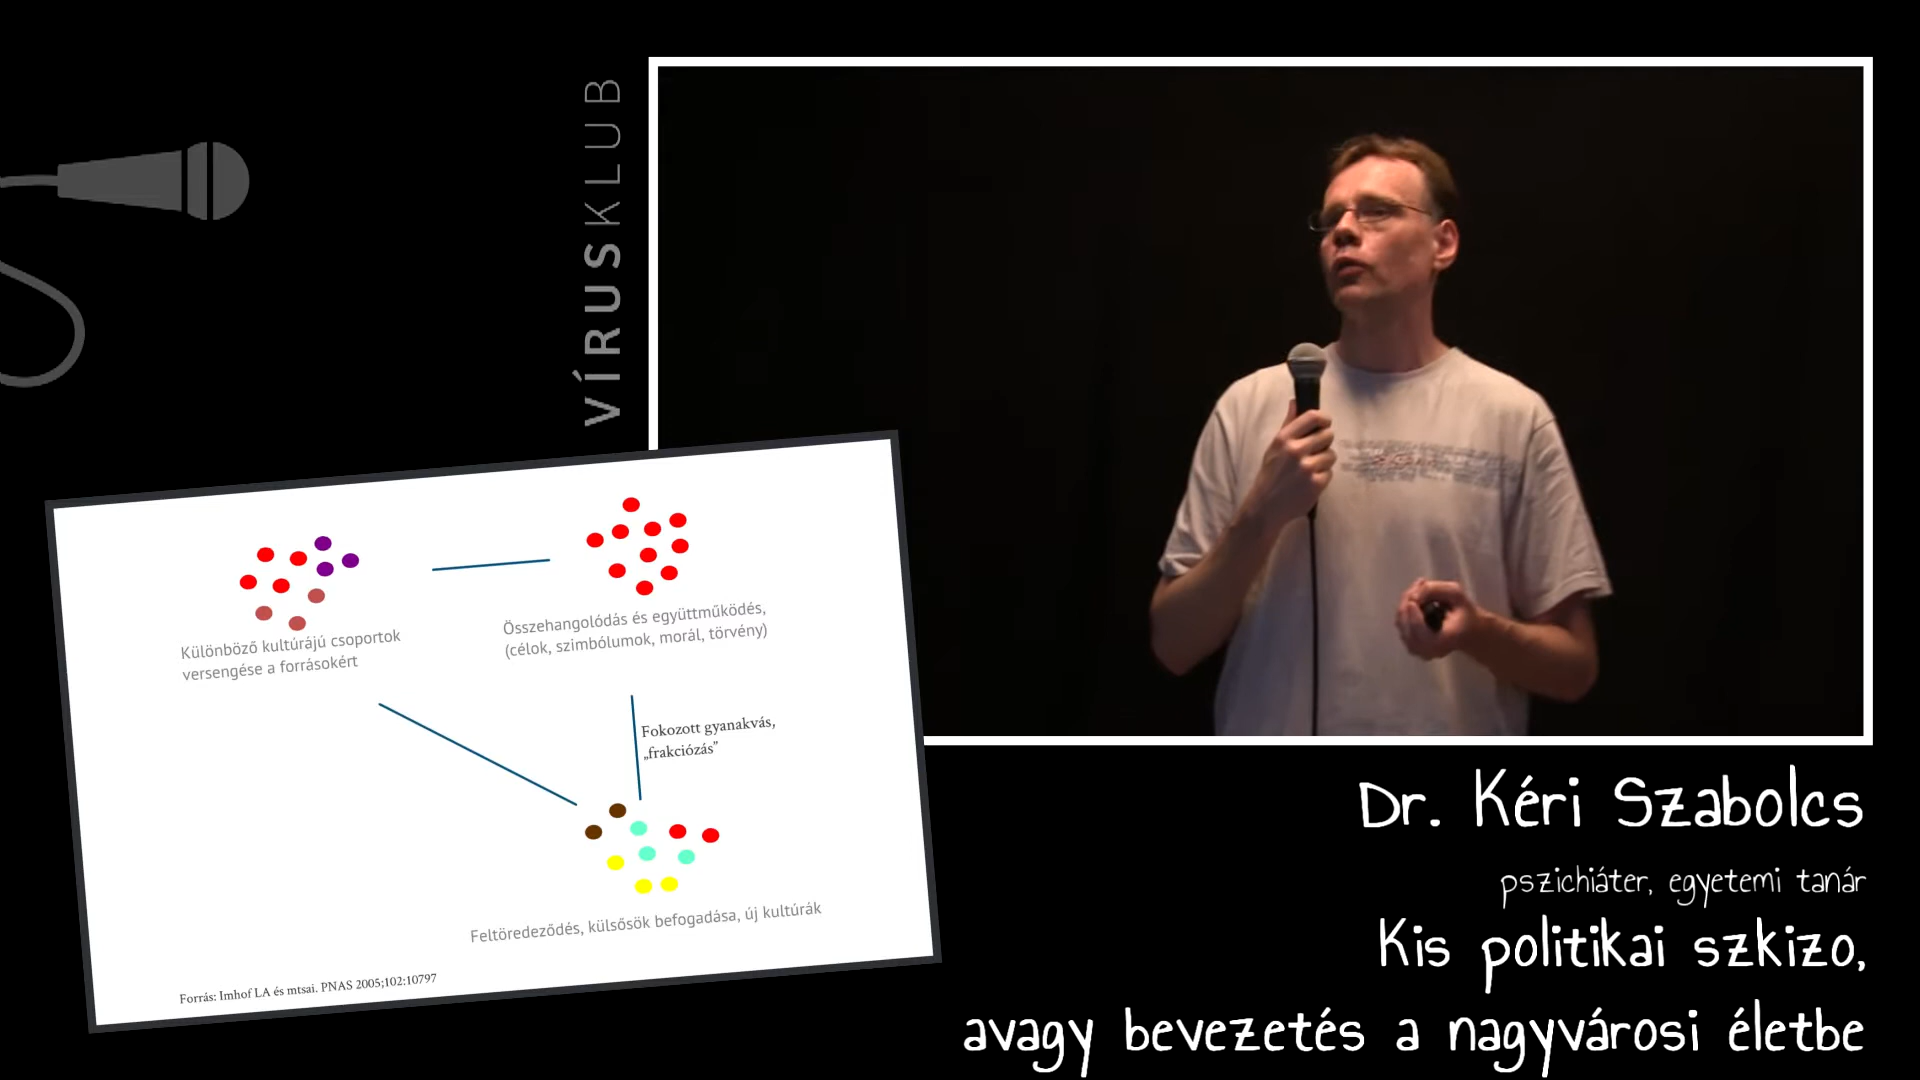 VÍRUSKLUB
Különböző kultúrájú csoportok
versengése a forrásokért
Összehangolódás és együttműködés,
(célok, szimbólumok, morál, törvény)
Fokozott gyanakvás,
„frakciózás”
Feltöredeződés, külsősök befogadása, új kultúrák
Forrás: Imhof LA és mtsai. PNAS 2005;102:10797
Dr. Kéri Szabolcs
pszichiáter, egyetemi tanár
Kis politikai szkizo,
avagy bevezetés a nagyvárosi életbe